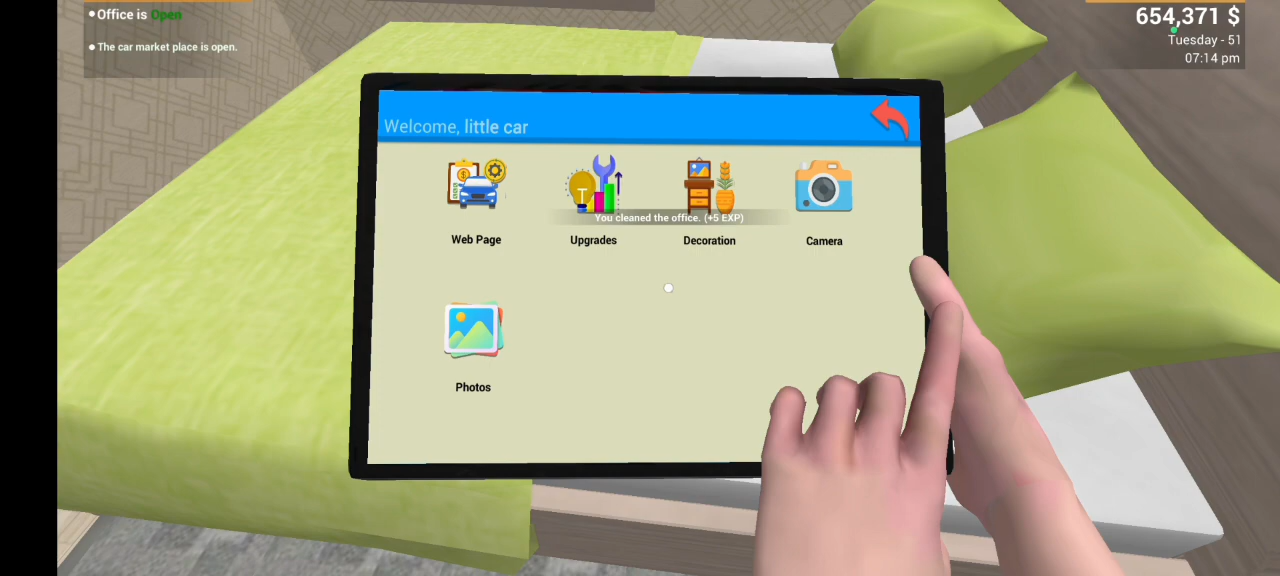 Office is Open
The car market place is open.
654,371 $
Tuesday - 51
07:14 pm
Welcome, little car
You cleaned the office. (+5 EXP)
Web Page
Upgrades
Decoration
Camera
Photos